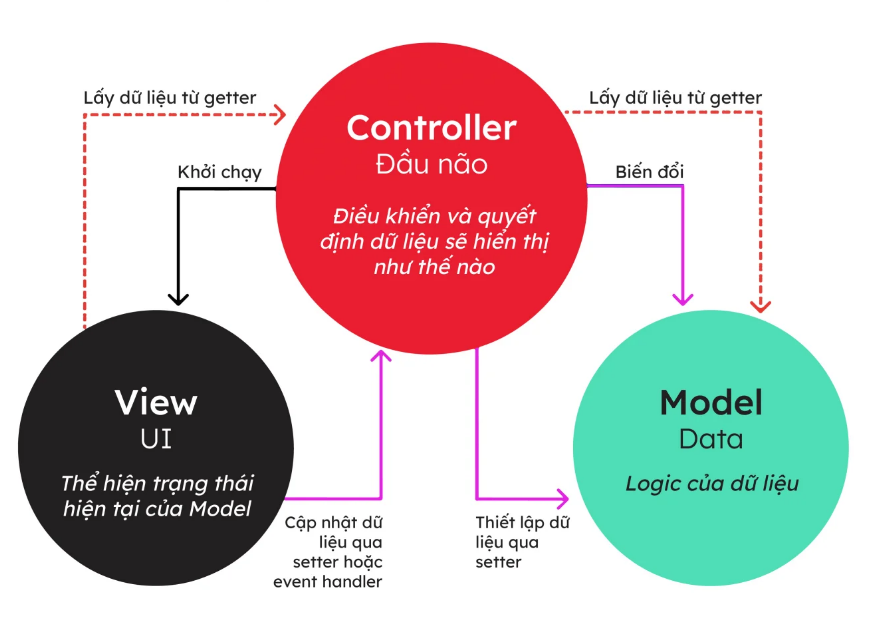 Lấy dữ liệu từ getter
Lấy dữ liệu từ getter
Controller
Đầu não
Khởi chạy
Biến đổi
Điều khiển và quyết
định dữ liệu sẽ hiển thị
như thế nào
View
UI
Thể hiện trạng thái
hiện tại của Model
Model
Data
Logic của dữ liệu
Cập nhật dữ
liệu qua
setter hoặc
event handler
Thiết lập dữ
liệu qua
setter